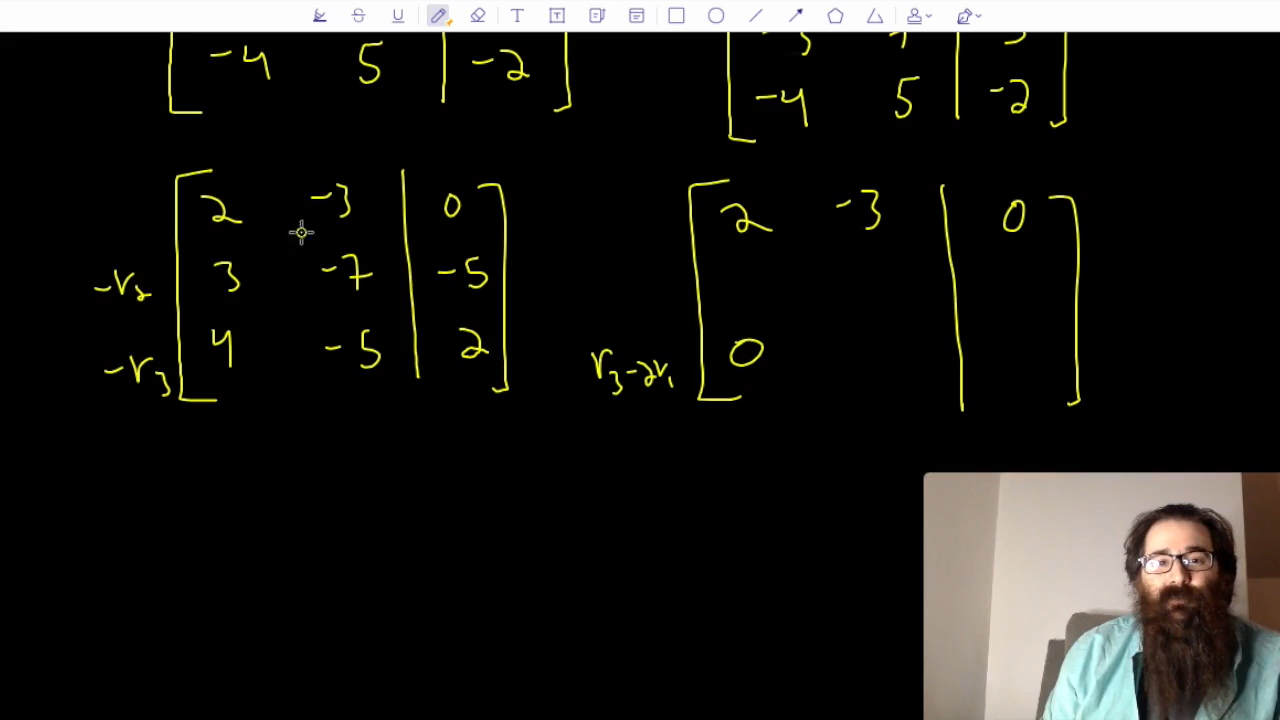 -4 5 | -2
-4 5 | -2
2 -3 | 0
-r₂ 3 -7 | -5
-r₃ 4 -5 | 2
2 -3 | 0
r₃-2r₁ 0